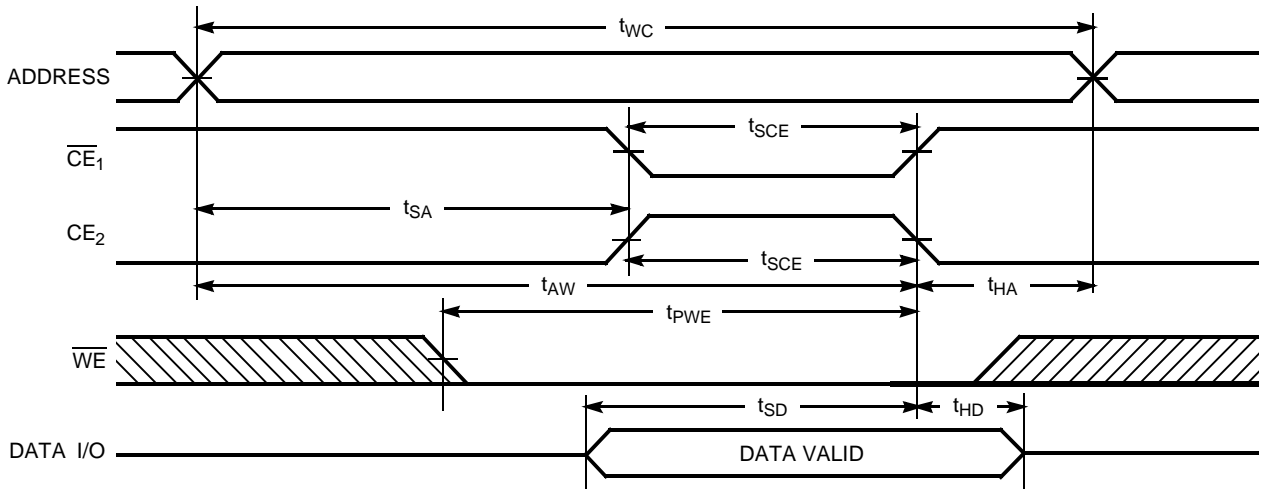 tWC
ADDRESS
tSCE
CE1
tSA
CE2
tSCE
tAW
tHA
tPWE
WE
tSD
tHD
DATA I/O
DATA VALID